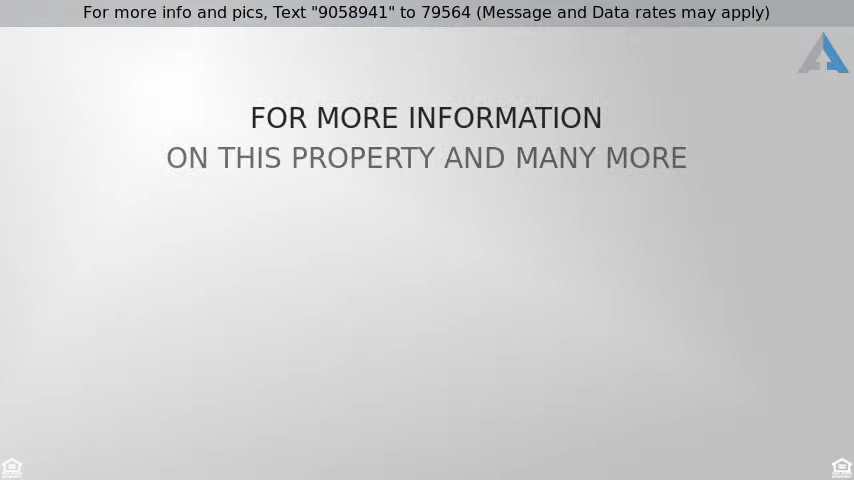 For more info and pics, Text "9058941" to 79564 (Message and Data rates may apply)
FOR MORE INFORMATION
ON THIS PROPERTY AND MANY MORE